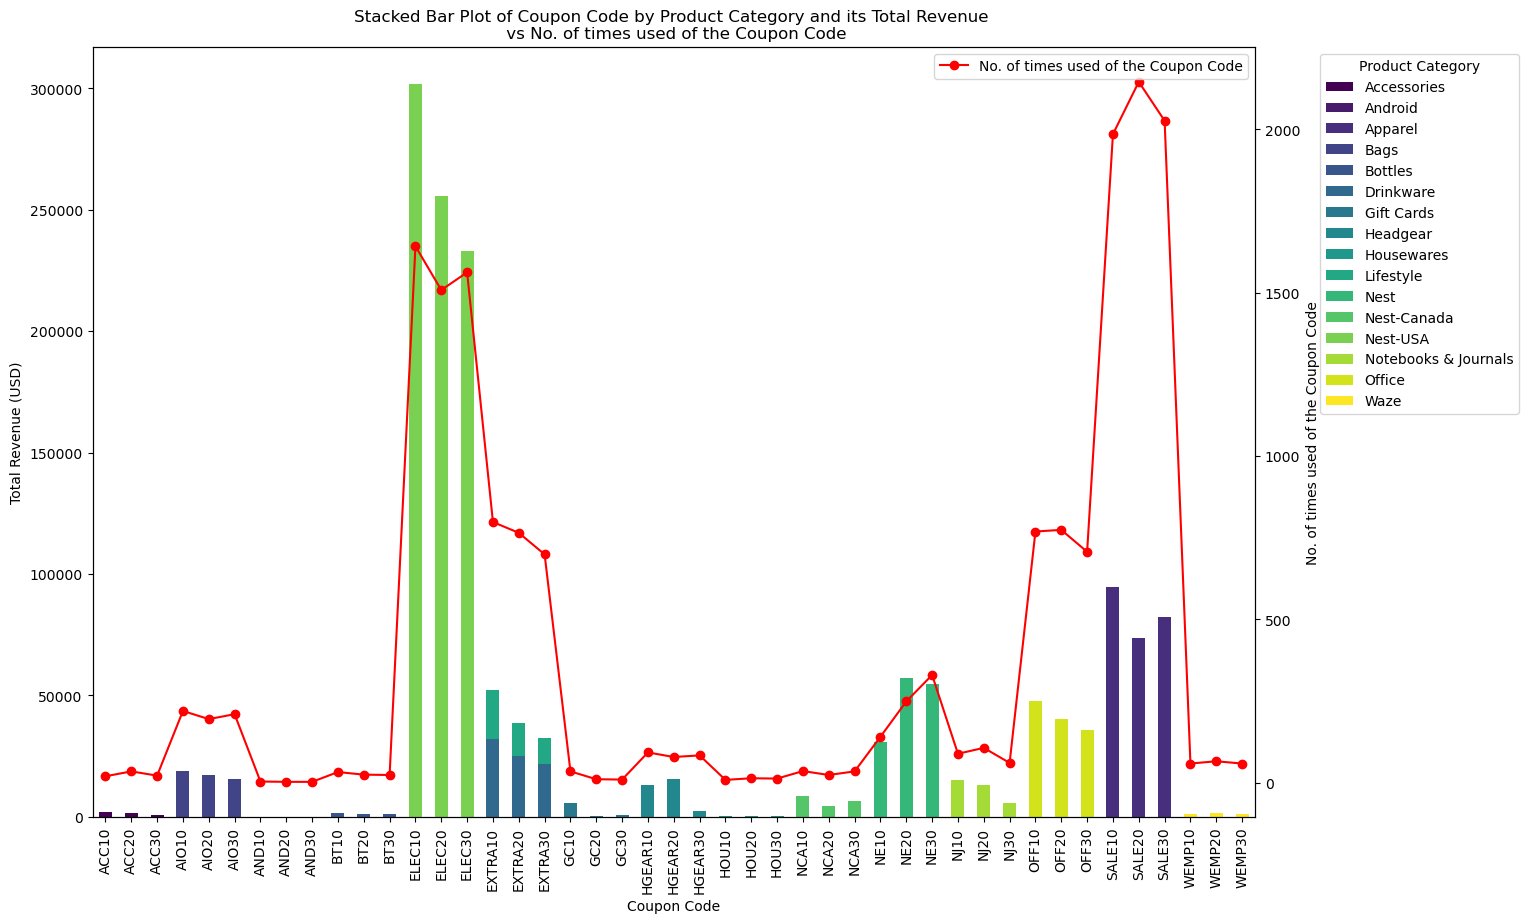 Stacked Bar Plot of Coupon Code by Product Category and its Total Revenue
vs No. of times used of the Coupon Code
No. of times used of the Coupon Code
Product Category
Accessories
Android
Apparel
Bags
Bottles
Drinkware
Gift Cards
Headgear
Housewares
Lifestyle
Nest
Nest-Canada
Nest-USA
Notebooks & Journals
Office
Waze
Total Revenue (USD)
300000
250000
200000
150000
100000
50000
0
2000
1500
1000
500
0
No. of times used of the Coupon Code
ACC10
ACC20
ACC30
AIO10
AIO20
AIO30
AND10
AND20
AND30
BT10
BT20
BT30
ELEC10
ELEC20
ELEC30
EXTRA10
EXTRA20
EXTRA30
GC10
GC20
GC30
HGEAR10
HGEAR20
HGEAR30
HOU10
HOU20
HOU30
NCA10
NCA20
NCA30
NE10
NE20
NE30
NJ10
NJ20
NJ30
OFF10
OFF20
OFF30
SALE10
SALE20
SALE30
WEMP10
WEMP20
WEMP30
Coupon Code